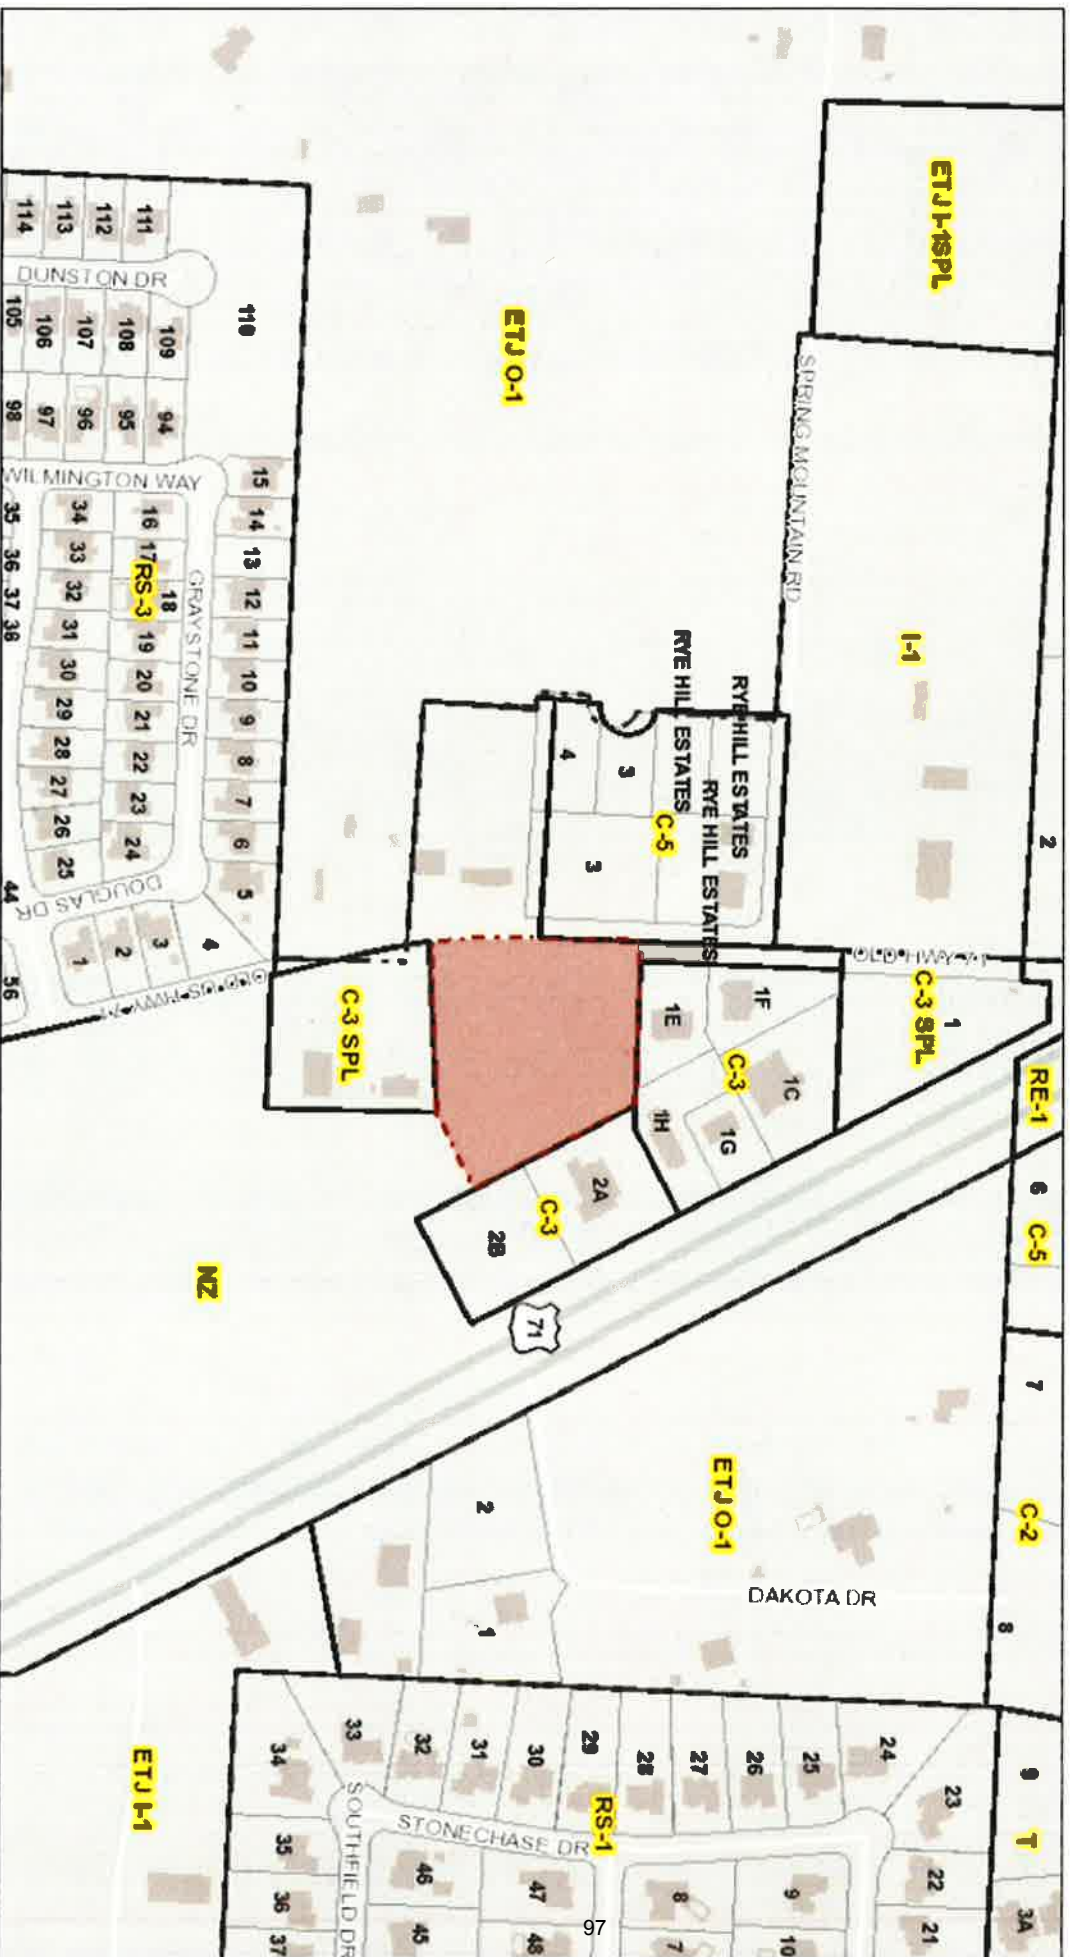 ETJ I-1SPL
2
SPRING MOUNTAIN RD
I-1
ETJ O-1
RYE HILL ESTATES
RYE HILL ESTATES
RYE HILL ESTATES
C-5
4
3
3
OLD HWY 71
C-3 SPL
1
RE-1
6
C-5
7
C-2
8
9
T
3A
1F
1E
C-3
1C
1G
1H
2A
C-3
2B
71
C-3 SPL
NZ
OLD US HWY 71
111
112
113
114
DUNSTON DR
110
109
108
107
106
105
94
95
96
97
98
WILMINGTON WAY
15
14
13
12
11
10
9
8
7
6
5
GRAYSTONE DR
16
17
18
RS-3
19
20
21
22
23
24
34
33
32
31
30
29
28
27
26
25
35
36
37
38
44
56
DOUGLAS DR
1
2
3
4
ETJ O-1
DAKOTA DR
2
1
ETJ I-1
34
33
32
31
30
29
28
27
26
25
24
23
RS-1
STONECHASE DR
SOUTHFIELD DR
35
36
37
46
45
47
48
8
7
9
10
22
21
97